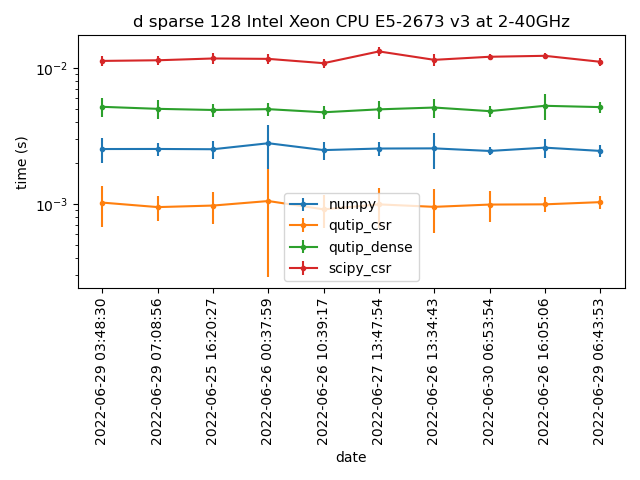 d sparse 128 Intel Xeon CPU E5-2673 v3 at 2-40GHz
time (s)
10⁻²
10⁻³
numpy
qutip_csr
qutip_dense
scipy_csr
2022-06-29 03:48:30
2022-06-29 07:08:56
2022-06-25 16:20:27
2022-06-26 00:37:59
2022-06-26 10:39:17
2022-06-27 13:47:54
2022-06-26 13:34:43
2022-06-30 06:53:54
2022-06-26 16:05:06
2022-06-29 06:43:53
date